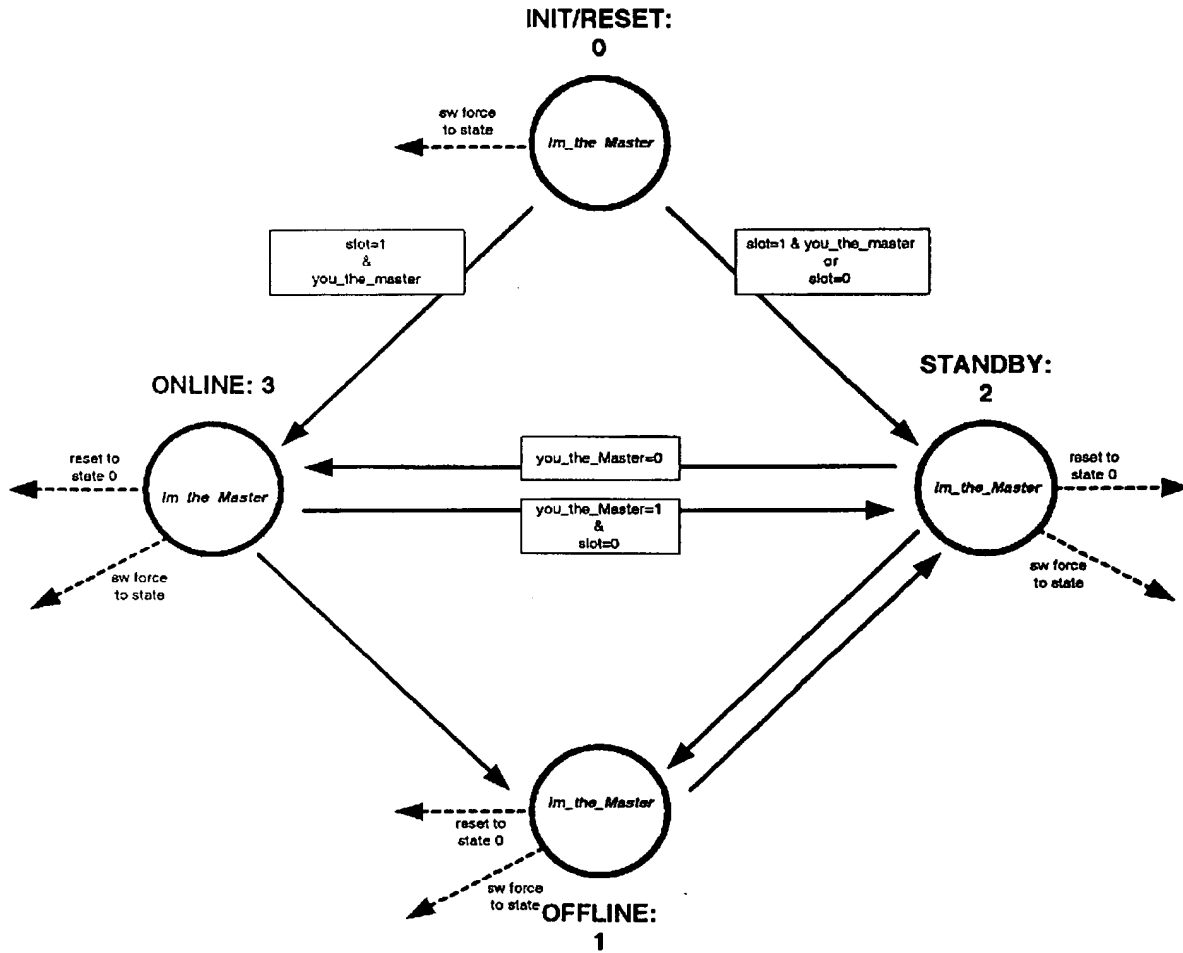 INIT/RESET:
0
sw force
to state
Im_the Master
slot=1
&
you_the_master
slot=1 & you_the_master
or
slot=0
ONLINE: 3
STANDBY:
2
you_the_Master=0
reset to
state 0
Im the Master
you_the_Master=1
&
slot=0
Im_the_Master
reset to
state 0
sw force
to state
sw force
to state
Im_the_Master
reset to
state 0
sw force
to state
OFFLINE:
1